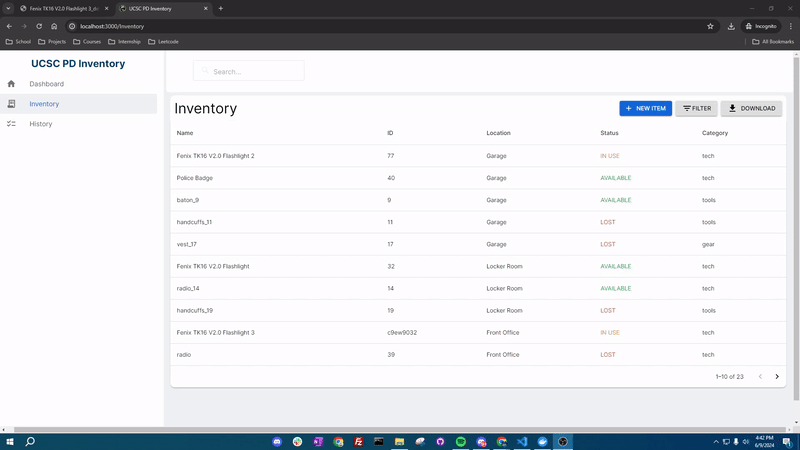 Fenix TK16 V2.0 Flashlight 3_d
UCSC PD Inventory
localhost:3000/inventory
Incognito
School Projects Courses Internship Leetcode All Bookmarks
UCSC PD Inventory
Search...
Dashboard
Inventory
History
Inventory
NEW ITEM FILTER DOWNLOAD
Name ID Location Status Category
Fenix TK16 V2.0 Flashlight 2 77 Garage IN USE tech
Police Badge 40 Garage AVAILABLE tech
baton_9 9 Garage AVAILABLE tools
handcuffs_11 11 Garage LOST tools
vest_17 17 Garage LOST gear
Fenix TK16 V2.0 Flashlight 32 Locker Room AVAILABLE tech
radio_14 14 Locker Room AVAILABLE tech
handcuffs_19 19 Locker Room LOST tools
Fenix TK16 V2.0 Flashlight 3 c9ew9032 Front Office IN USE tech
radio 39 Front Office LOST tech
1–10 of 23
4:42 PM
6/9/2024